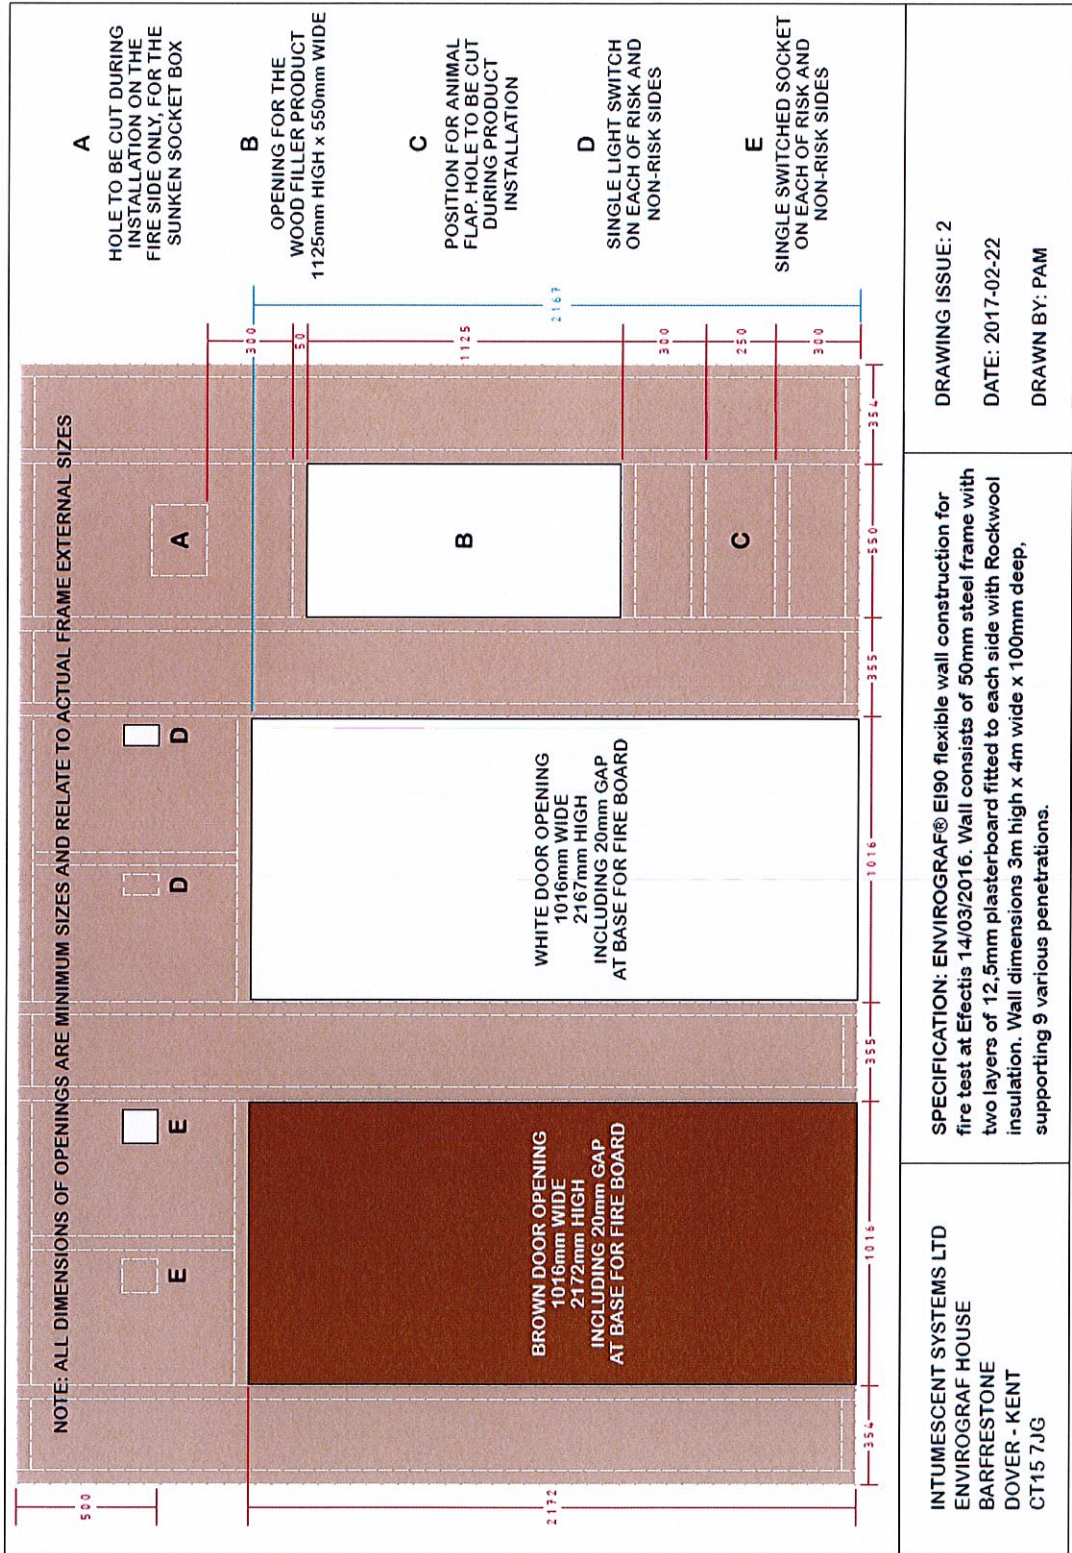 NOTE: ALL DIMENSIONS OF OPENINGS ARE MINIMUM SIZES AND RELATE TO ACTUAL FRAME EXTERNAL SIZES
500
2172
E
E
D
D
A
B
C
BROWN DOOR OPENING
1016mm WIDE
2172mm HIGH
INCLUDING 20mm GAP
AT BASE FOR FIRE BOARD
WHITE DOOR OPENING
1016mm WIDE
2167mm HIGH
INCLUDING 20mm GAP
AT BASE FOR FIRE BOARD
354
1016
355
1016
355
550
354
300
50
1125
300
250
300
2167
A
HOLE TO BE CUT DURING
INSTALLATION ON THE
FIRE SIDE ONLY, FOR THE
SUNKEN SOCKET BOX
B
OPENING FOR THE
WOOD FILLER PRODUCT
1125mm HIGH x 550mm WIDE
C
POSITION FOR ANIMAL
FLAP. HOLE TO BE CUT
DURING PRODUCT
INSTALLATION
D
SINGLE LIGHT SWITCH
ON EACH OF RISK AND
NON-RISK SIDES
E
SINGLE SWITCHED SOCKET
ON EACH OF RISK AND
NON-RISK SIDES
INTUMESCENT SYSTEMS LTD
ENVIROGRAF HOUSE
BARFRESTONE
DOVER - KENT
CT15 7JG
SPECIFICATION: ENVIROGRAF® EI90 flexible wall construction for
fire test at Efectis 14/03/2016. Wall consists of 50mm steel frame with
two layers of 12,5mm plasterboard fitted to each side with Rockwool
insulation. Wall dimensions 3m high x 4m wide x 100mm deep,
supporting 9 various penetrations.
DRAWING ISSUE: 2
DATE: 2017-02-22
DRAWN BY: PAM